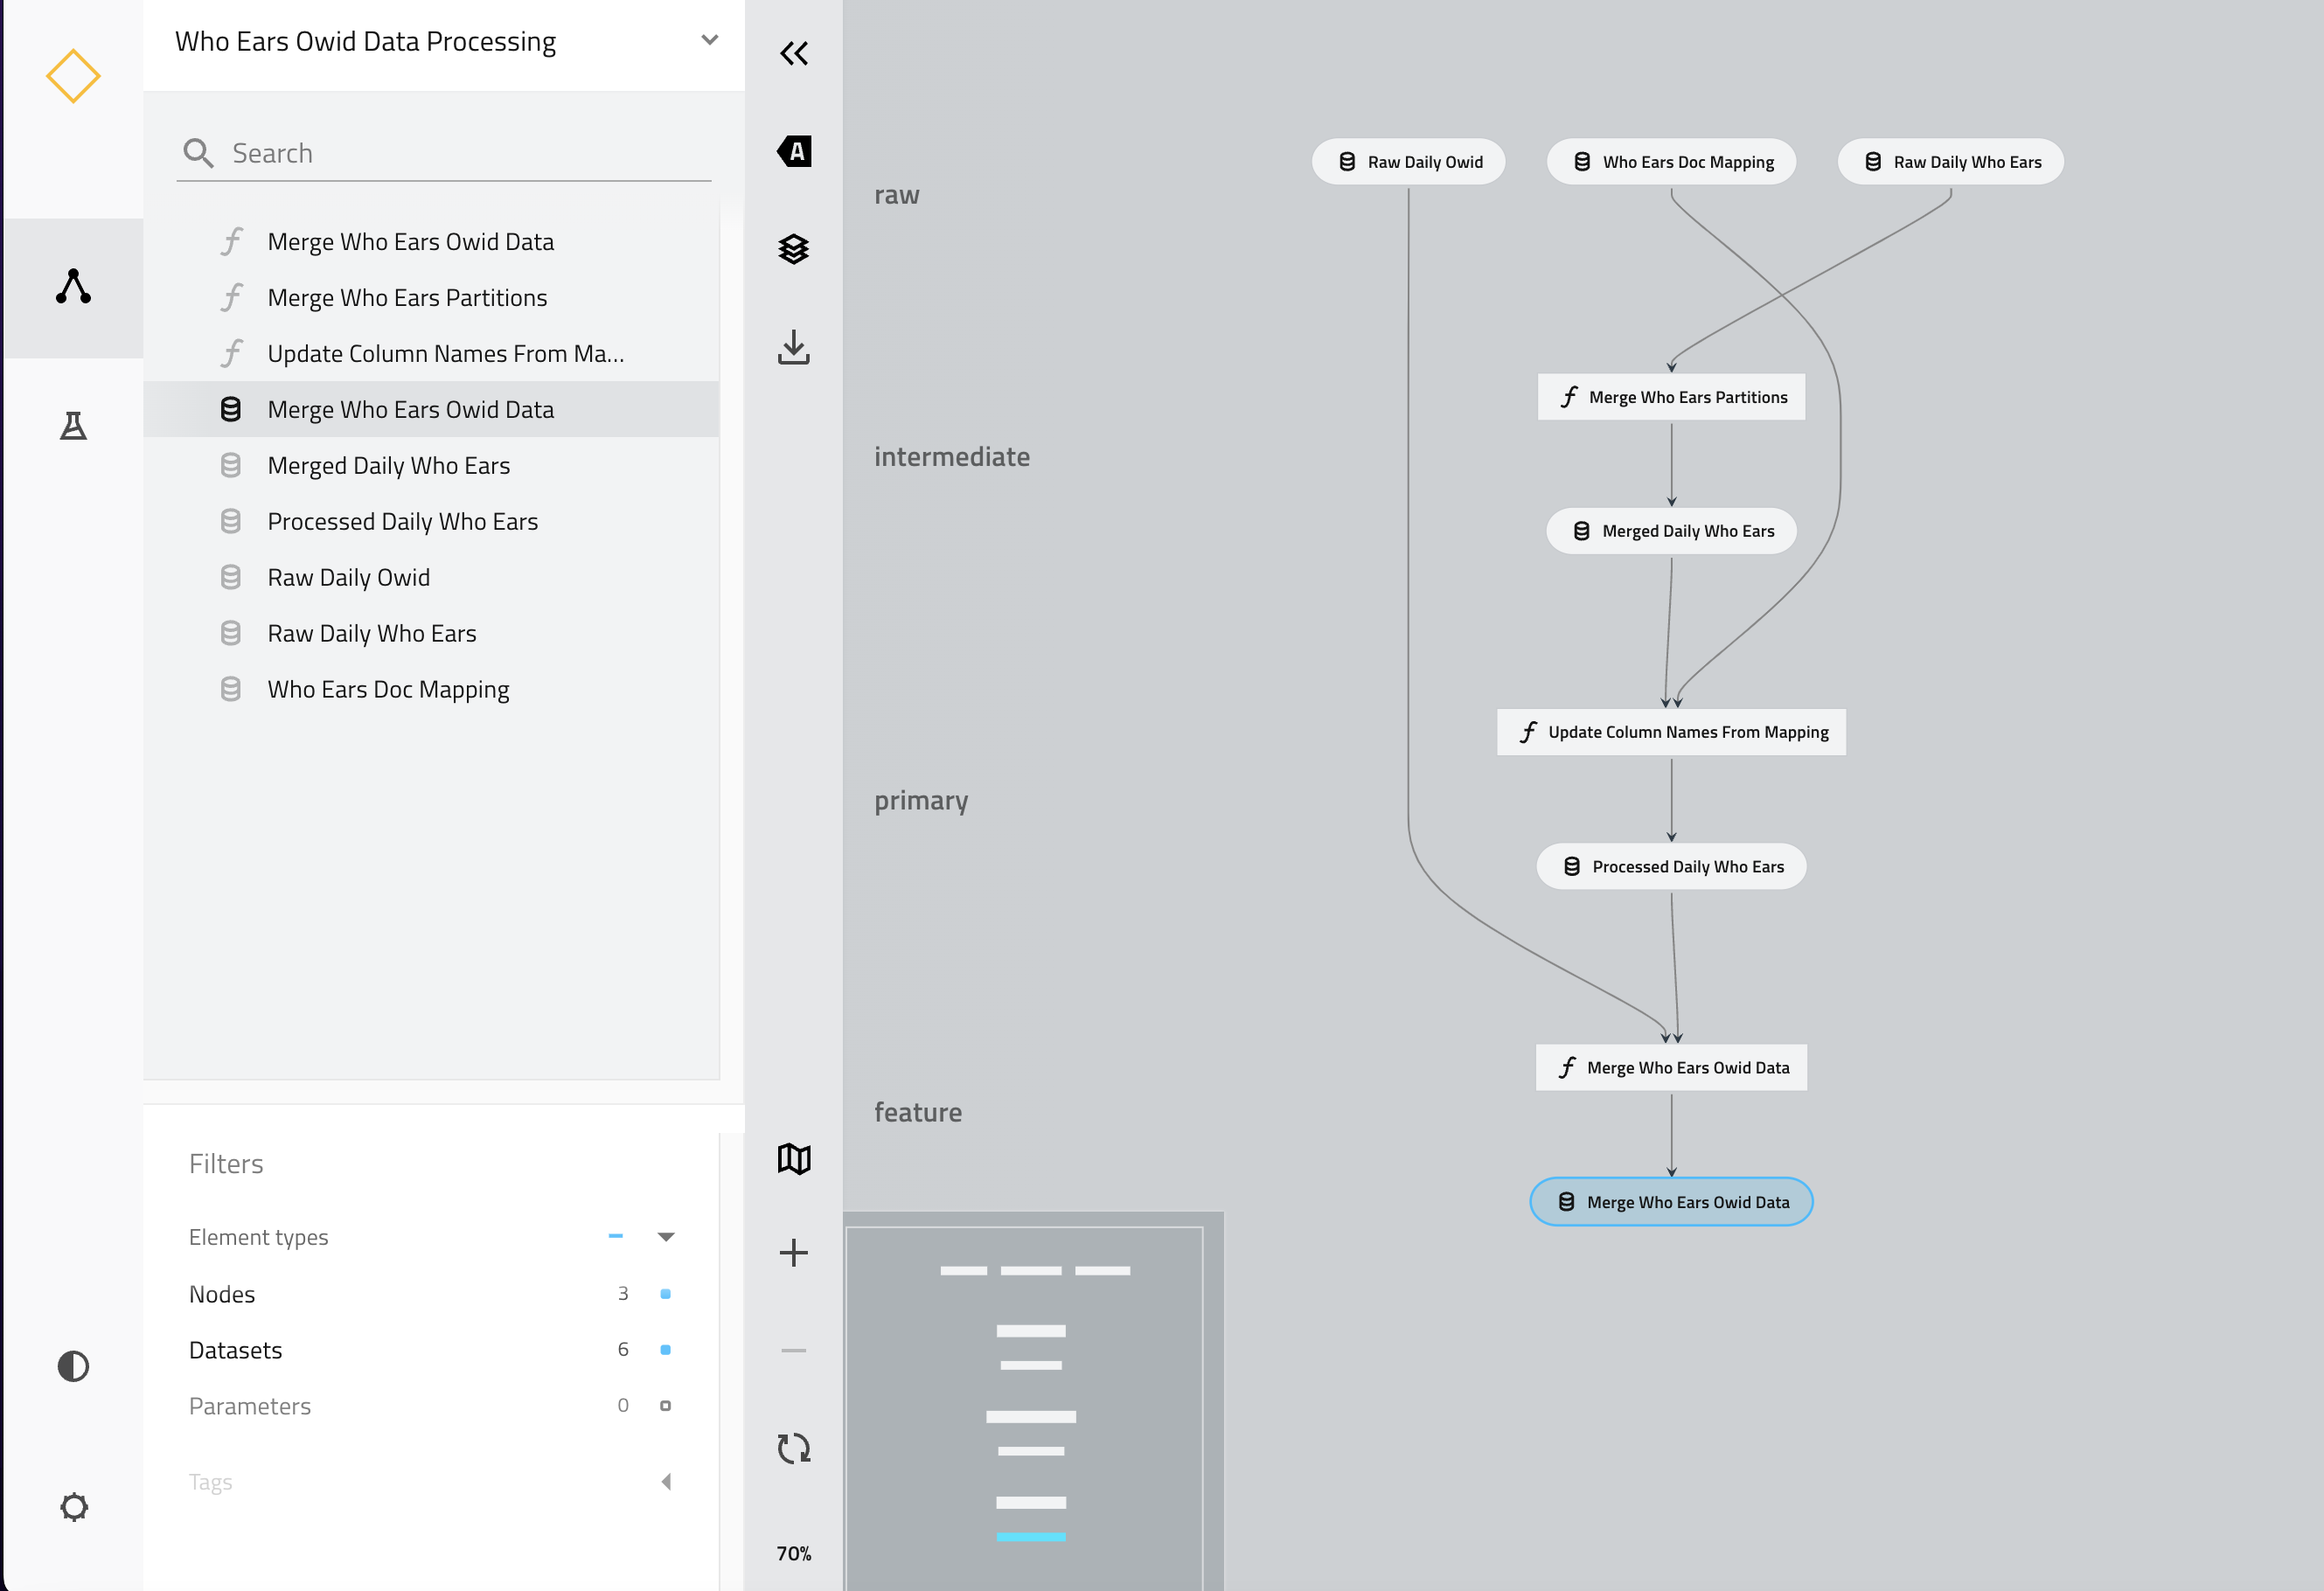 Who Ears Owid Data Processing
Search
Merge Who Ears Owid Data
Merge Who Ears Partitions
Update Column Names From Ma...
Merge Who Ears Owid Data
Merged Daily Who Ears
Processed Daily Who Ears
Raw Daily Owid
Raw Daily Who Ears
Who Ears Doc Mapping
Filters
Element types
Nodes 3
Datasets 6
Parameters 0
Tags
A
70%
raw
intermediate
primary
feature
Raw Daily Owid
Who Ears Doc Mapping
Raw Daily Who Ears
Merge Who Ears Partitions
Merged Daily Who Ears
Update Column Names From Mapping
Processed Daily Who Ears
Merge Who Ears Owid Data
Merge Who Ears Owid Data